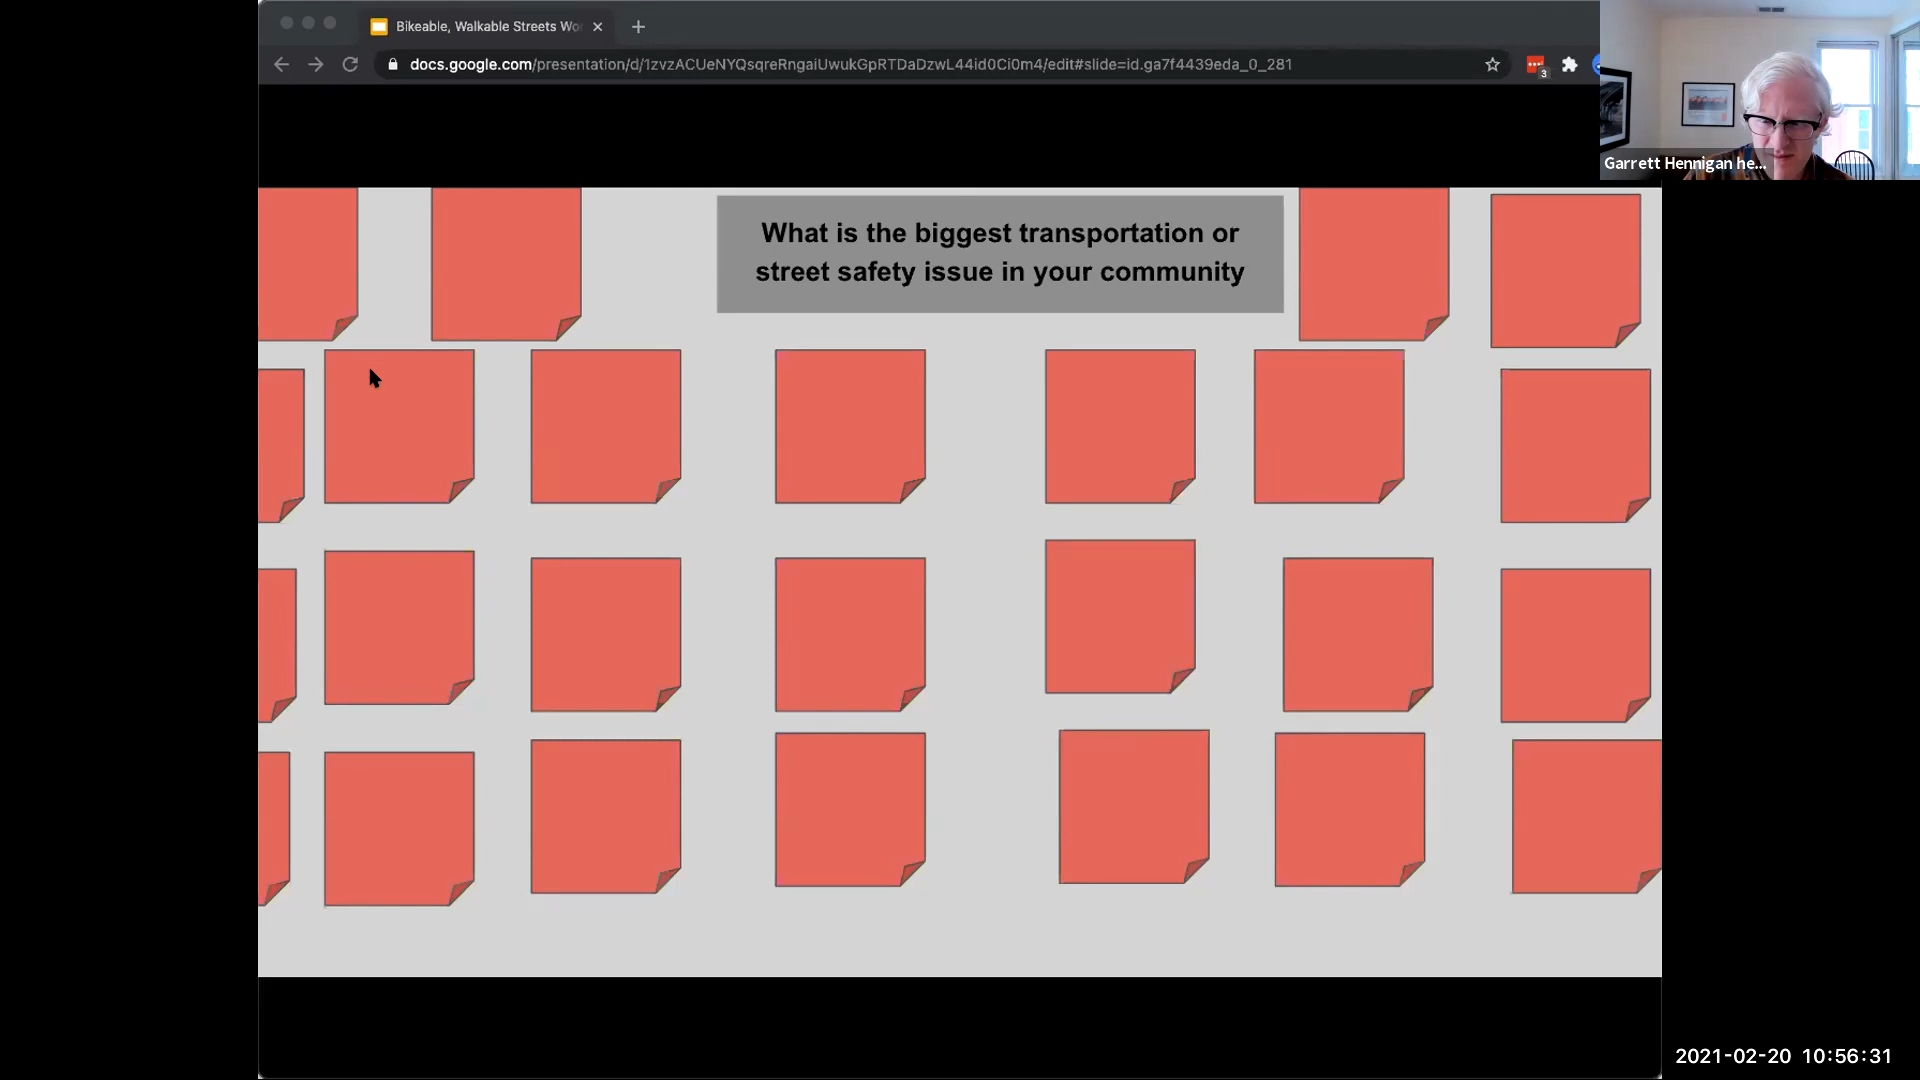 Bikeable, Walkable Streets Wo
docs.google.com/presentation/d/1zvzACUeNYQsqreRngaiUwukGpRTDaDzwL44id0Ci0m4/edit#slide=id.ga7f4439eda_0_281
3
Garrett Hennigan he...
What is the biggest transportation or
street safety issue in your community
2021-02-20 10:56:31